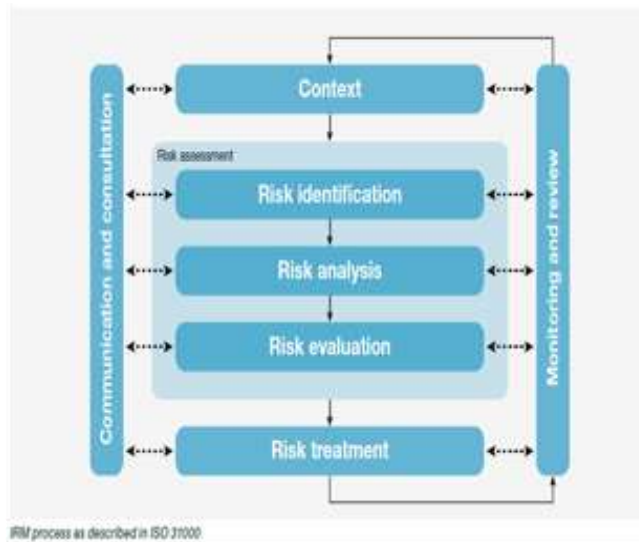 Context
Risk assessment
Risk identification
Risk analysis
Risk evaluation
Risk treatment
Communication and consultation
Monitoring and review
IRM process as described in ISO 31000